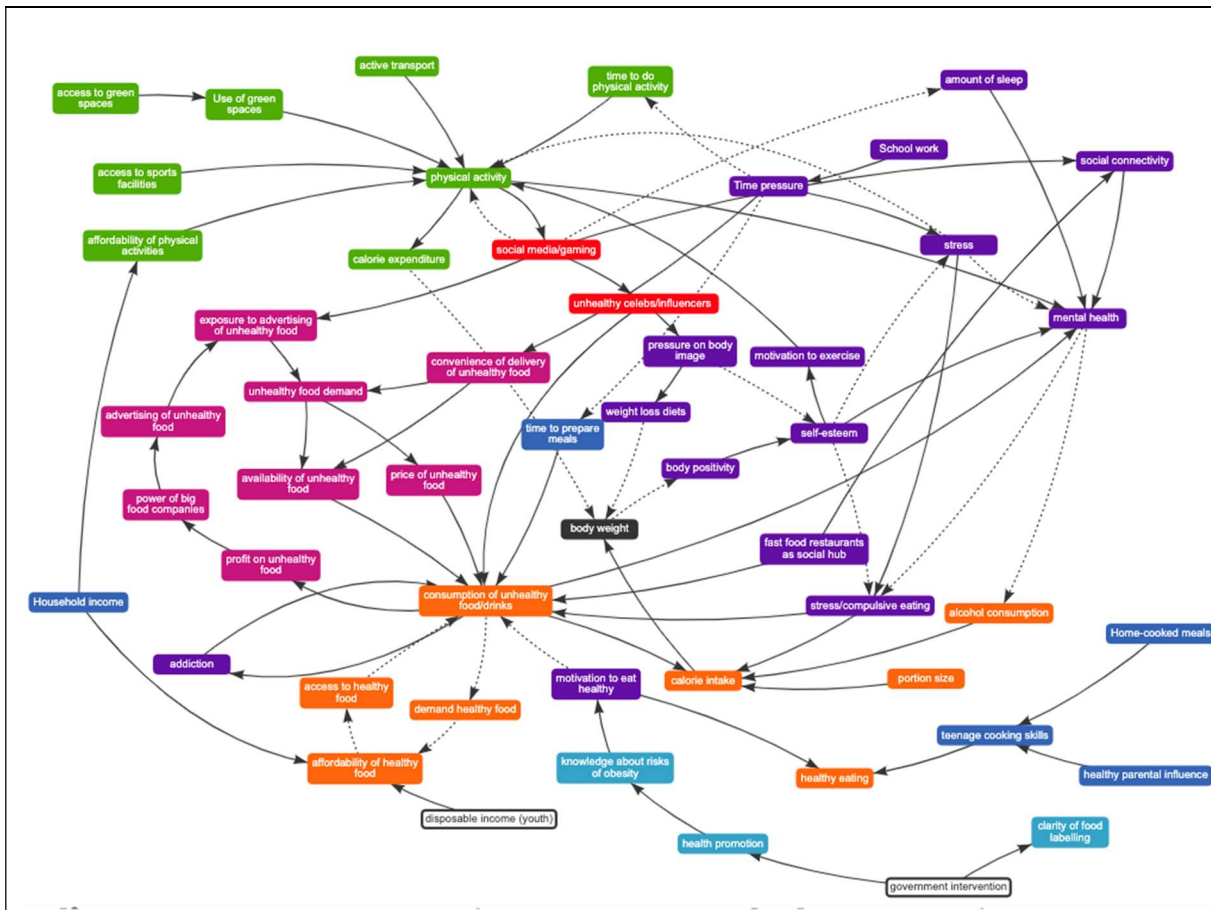 active transport
time to do
physical activity
amount of sleep
access to green
spaces
Use of green
spaces
School work
social connectivity
access to sports
facilities
physical activity
Time pressure
affordability of physical
activities
calorie expenditure
social media/gaming
stress
unhealthy celebs/influencers
mental health
exposure to advertising
of unhealthy food
pressure on body
image
motivation to exercise
convenience of delivery
of unhealthy food
unhealthy food demand
weight loss diets
advertising of unhealthy
food
time to prepare
meals
self-esteem
body positivity
availability of unhealthy
food
price of unhealthy
food
power of big
food companies
body weight
fast food restaurants
as social hub
profit on unhealthy
food
Household income
consumption of unhealthy
food/drinks
stress/compulsive eating
alcohol consumption
Home-cooked meals
addiction
access to healthy
food
motivation to eat
healthy
calorie intake
portion size
demand healthy food
teenage cooking skills
affordability of healthy
food
knowledge about risks
of obesity
healthy eating
healthy parental influence
disposable income (youth)
health promotion
clarity of food
labelling
government intervention